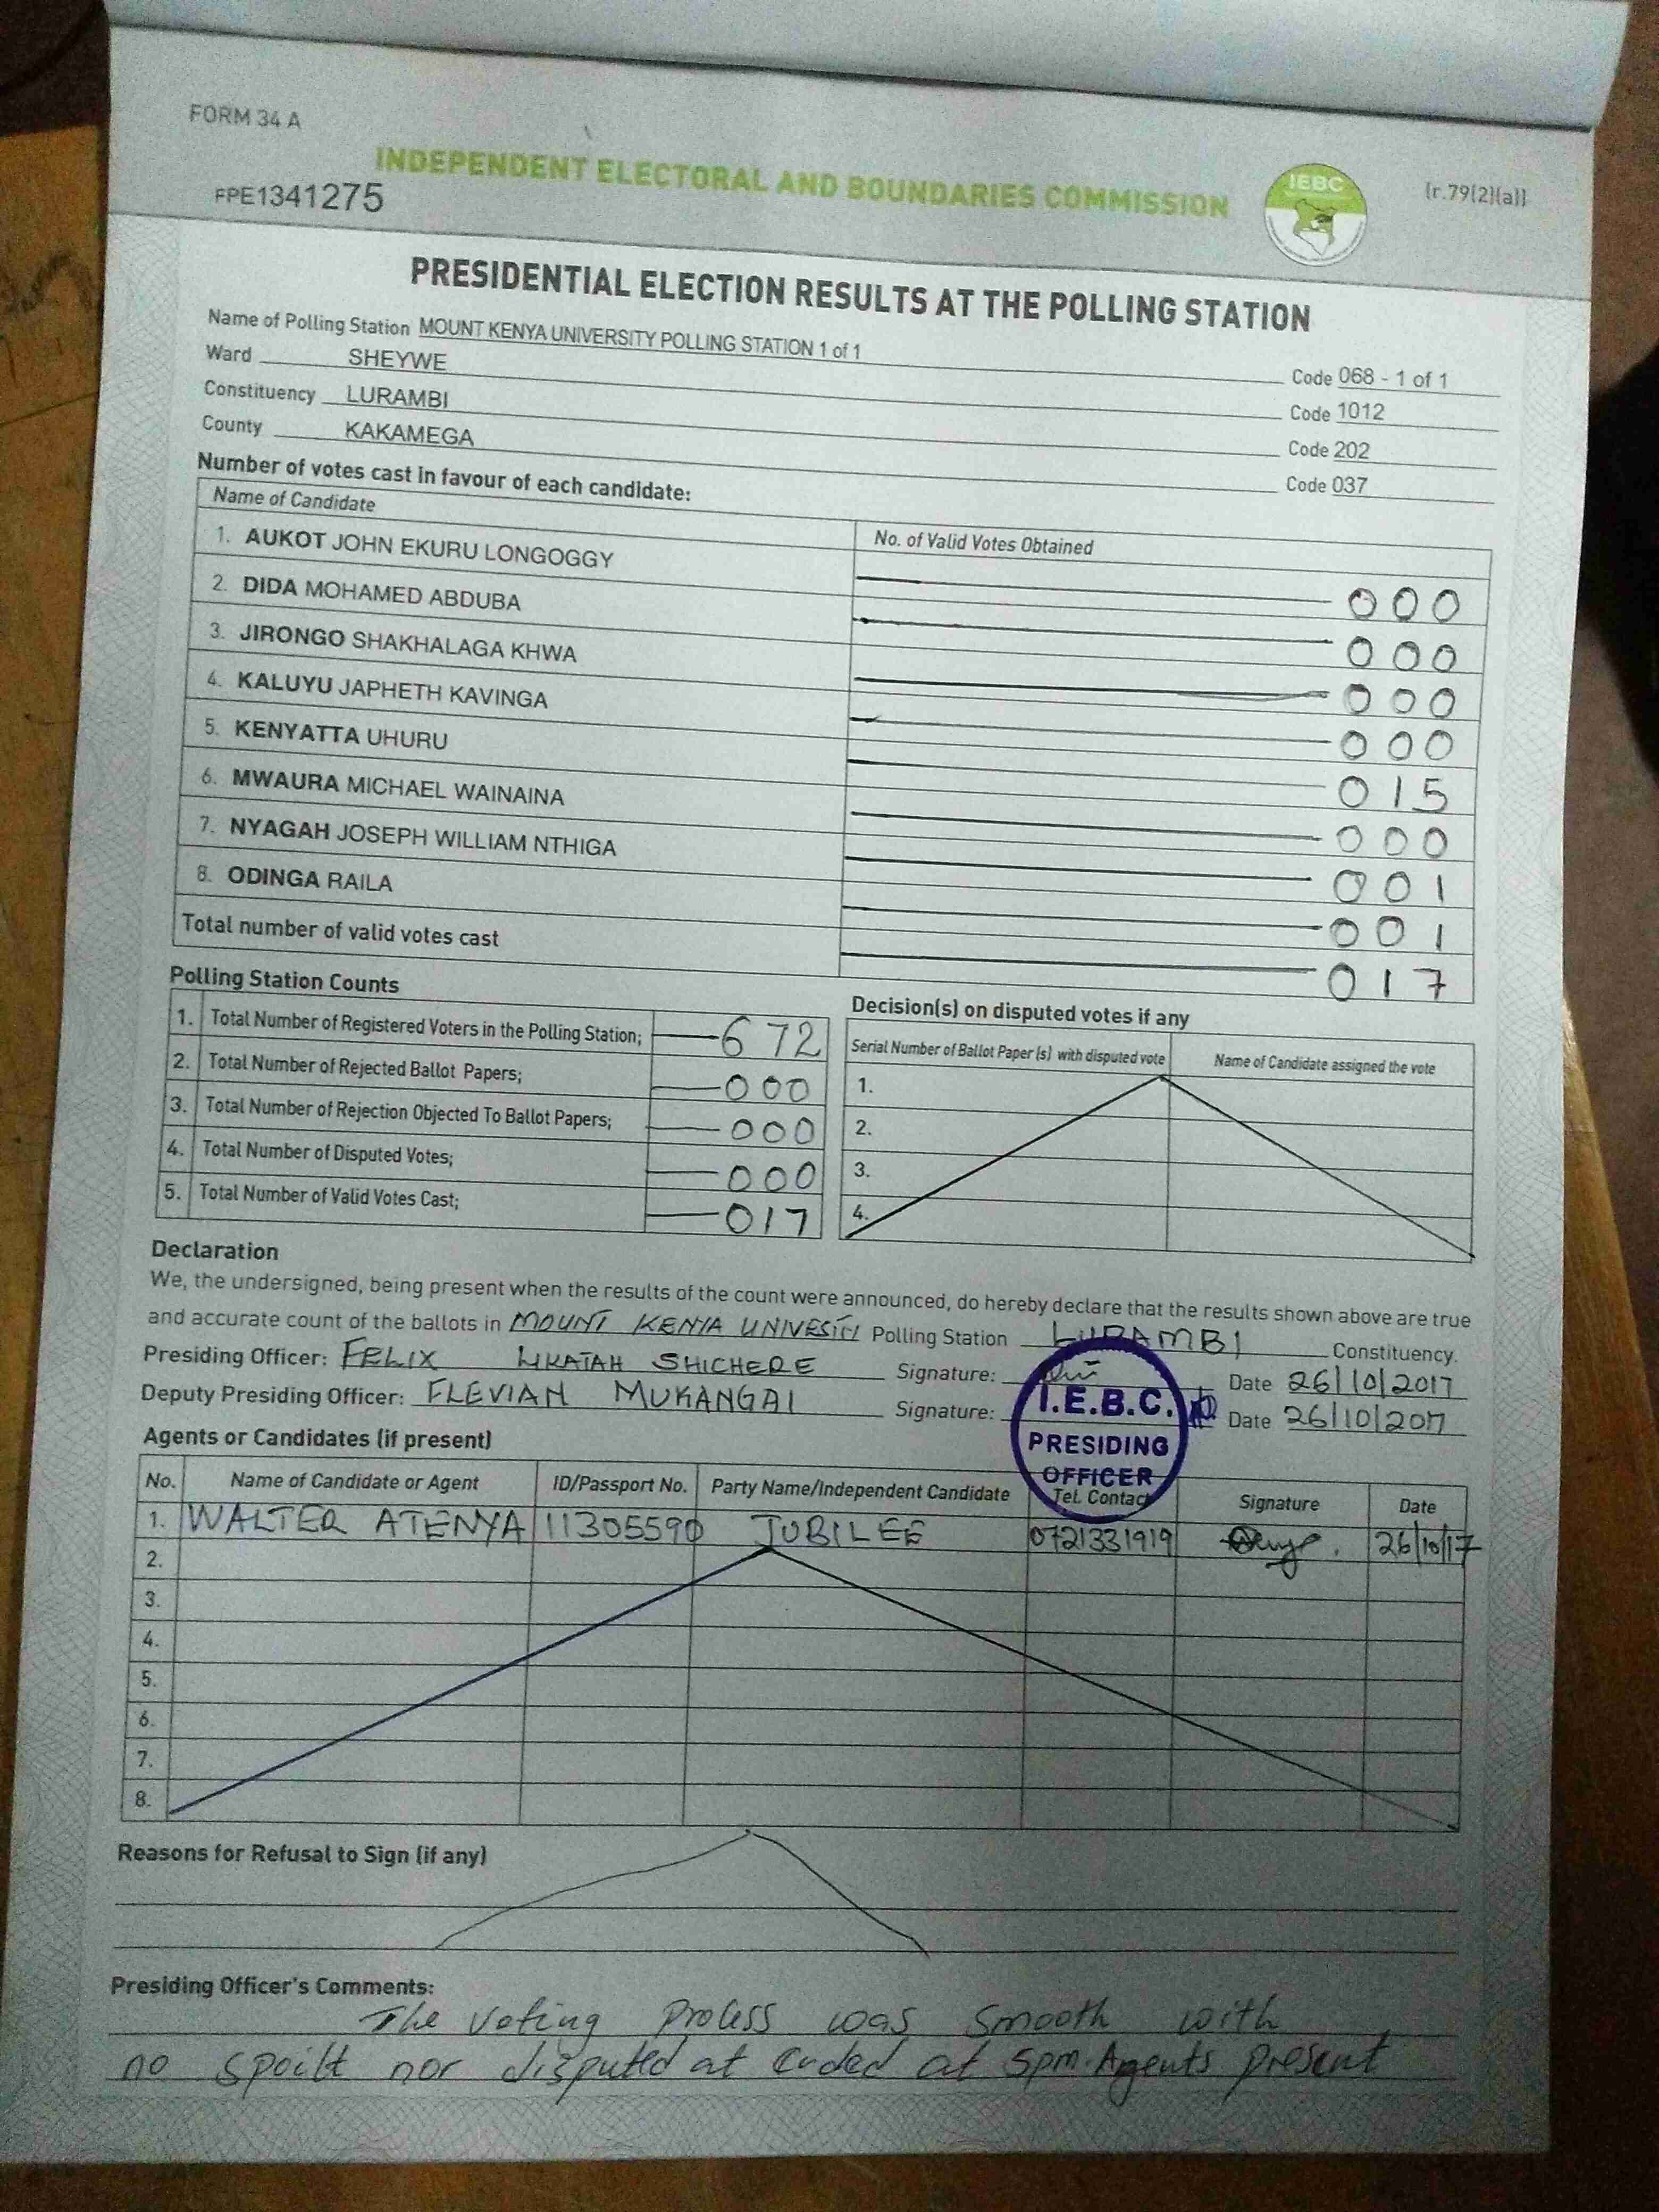 FORM 34 A
INDEPENDENT ELECTORAL AND BOUNDARIES COMMISSION
IEBC
(r.79(2)(a))
FPE1341275
PRESIDENTIAL ELECTION RESULTS AT THE POLLING STATION
Name of Polling Station MOUNT KENYA UNIVERSITY POLLING STATION 1 of 1 Code 068 - 1 of 1
Ward SHEYWE Code 1012
Constituency LURAMBI Code 202
County KAKAMEGA Code 037
Number of votes cast in favour of each candidate:
Name of Candidate No. of Valid Votes Obtained
1. AUKOT JOHN EKURU LONGOGGY 000
2. DIDA MOHAMED ABDUBA 000
3. JIRONGO SHAKHALAGA KHWA 000
4. KALUYU JAPHETH KAVINGA 000
5. KENYATTA UHURU 015
6. MWAURA MICHAEL WAINAINA 000
7. NYAGAH JOSEPH WILLIAM NTHIGA 001
8. ODINGA RAILA 001
Total number of valid votes cast 017
Polling Station Counts
1. Total Number of Registered Voters in the Polling Station; 672
2. Total Number of Rejected Ballot Papers; 000
3. Total Number of Rejection Objected To Ballot Papers; 000
4. Total Number of Disputed Votes; 000
5. Total Number of Valid Votes Cast; 017
Decision(s) on disputed votes if any
Serial Number of Ballot Paper (s) with disputed vote Name of Candidate assigned the vote
1.
2.
3.
4.
Declaration
We, the undersigned, being present when the results of the count were announced, do hereby declare that the results shown above are true
and accurate count of the ballots in MOUNT KENYA UNIVESITY Polling Station LURAMBI Constituency.
Presiding Officer: FELIX SHICHERE Signature: Date 26/10/2017
Deputy Presiding Officer: FLEVIAN MUKANGAI Signature: Date 26/10/2017
I.E.B.C.
PRESIDING
OFFICER
Agents or Candidates (if present)
No. Name of Candidate or Agent ID/Passport No. Party Name/Independent Candidate Tel. Contact Signature Date
1. WALTER ATENYA 11305590 JUBILEE 0721331919 26/10/17
2.
3.
4.
5.
6.
7.
8.
Reasons for Refusal to Sign (if any)
Presiding Officer's Comments:
The voting process was smooth with
no spoilt nor disputed at ended at 5pm. Agents present